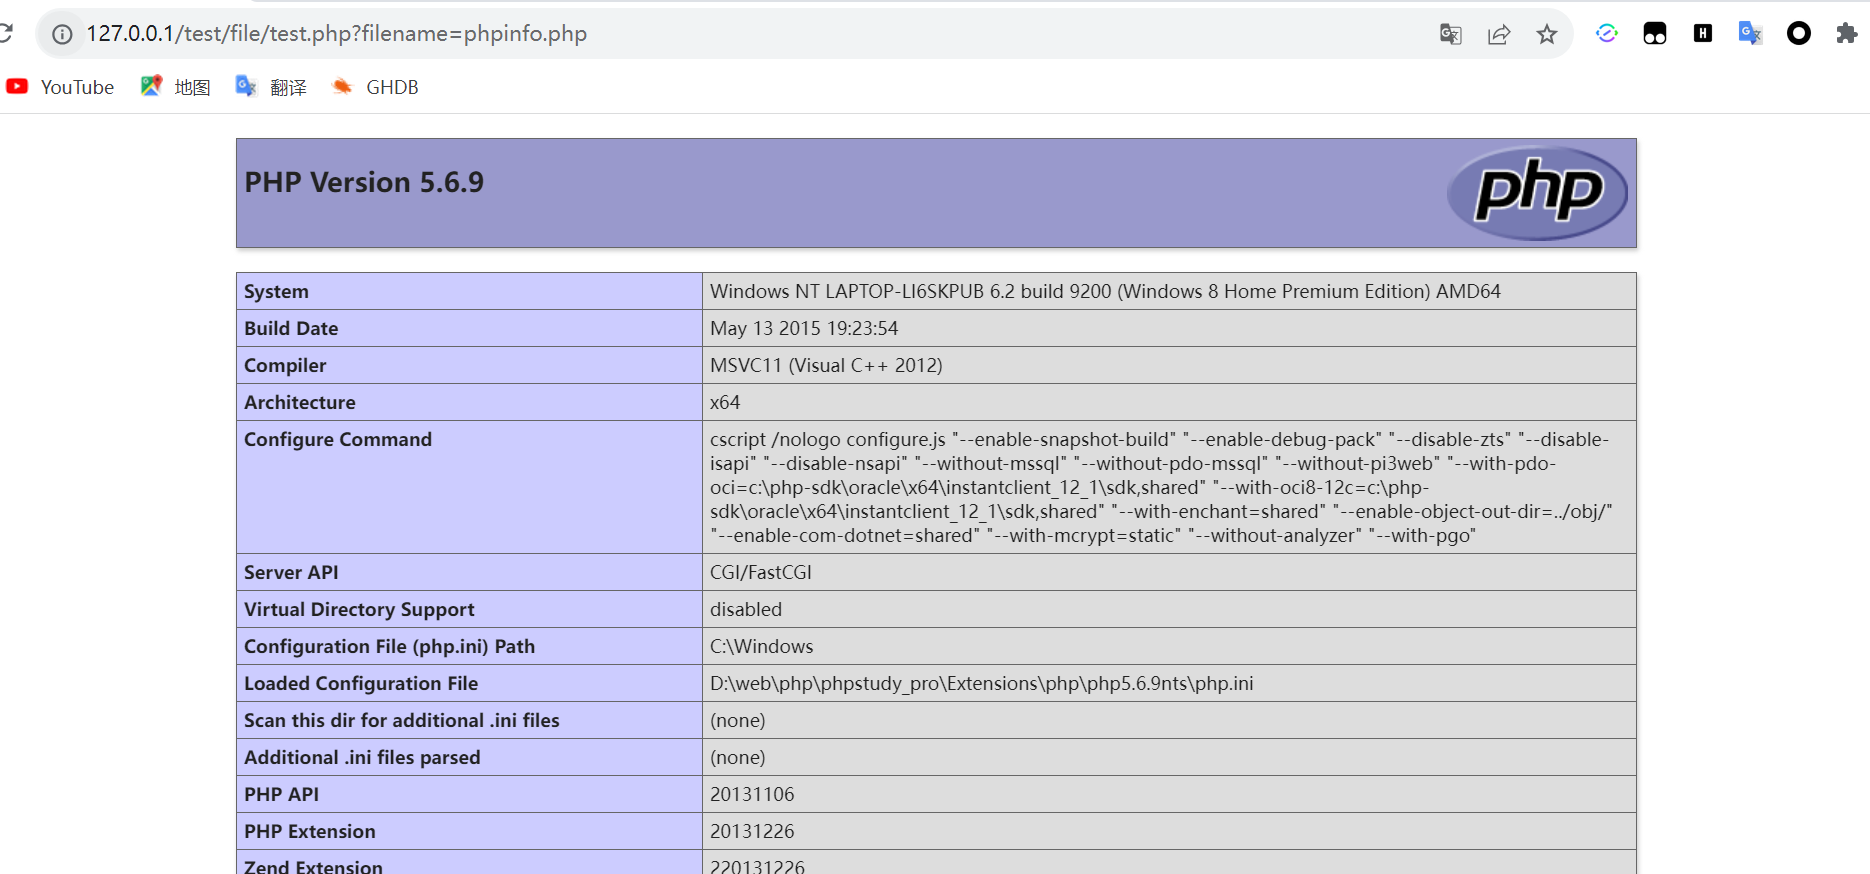 127.0.0.1/test/file/test.php?filename=phpinfo.php
YouTube 地图 翻译 GHDB
PHP Version 5.6.9
php
System Windows NT LAPTOP-LI6SKPUB 6.2 build 9200 (Windows 8 Home Premium Edition) AMD64
Build Date May 13 2015 19:23:54
Compiler MSVC11 (Visual C++ 2012)
Architecture x64
Configure Command cscript /nologo configure.js "--enable-snapshot-build" "--enable-debug-pack" "--disable-zts" "--disable-
isapi" "--disable-nsapi" "--without-mssql" "--without-pdo-mssql" "--without-pi3web" "--with-pdo-
oci=c:\php-sdk\oracle\x64\instantclient_12_1\sdk,shared" "--with-oci8-12c=c:\php-
sdk\oracle\x64\instantclient_12_1\sdk,shared" "--with-enchant=shared" "--enable-object-out-dir=../obj/"
"--enable-com-dotnet=shared" "--with-mcrypt=static" "--without-analyzer" "--with-pgo"
Server API CGI/FastCGI
Virtual Directory Support disabled
Configuration File (php.ini) Path C:\Windows
Loaded Configuration File D:\web\php\phpstudy_pro\Extensions\php\php5.6.9nts\php.ini
Scan this dir for additional .ini files (none)
Additional .ini files parsed (none)
PHP API 20131106
PHP Extension 20131226
Zend Extension 220131226